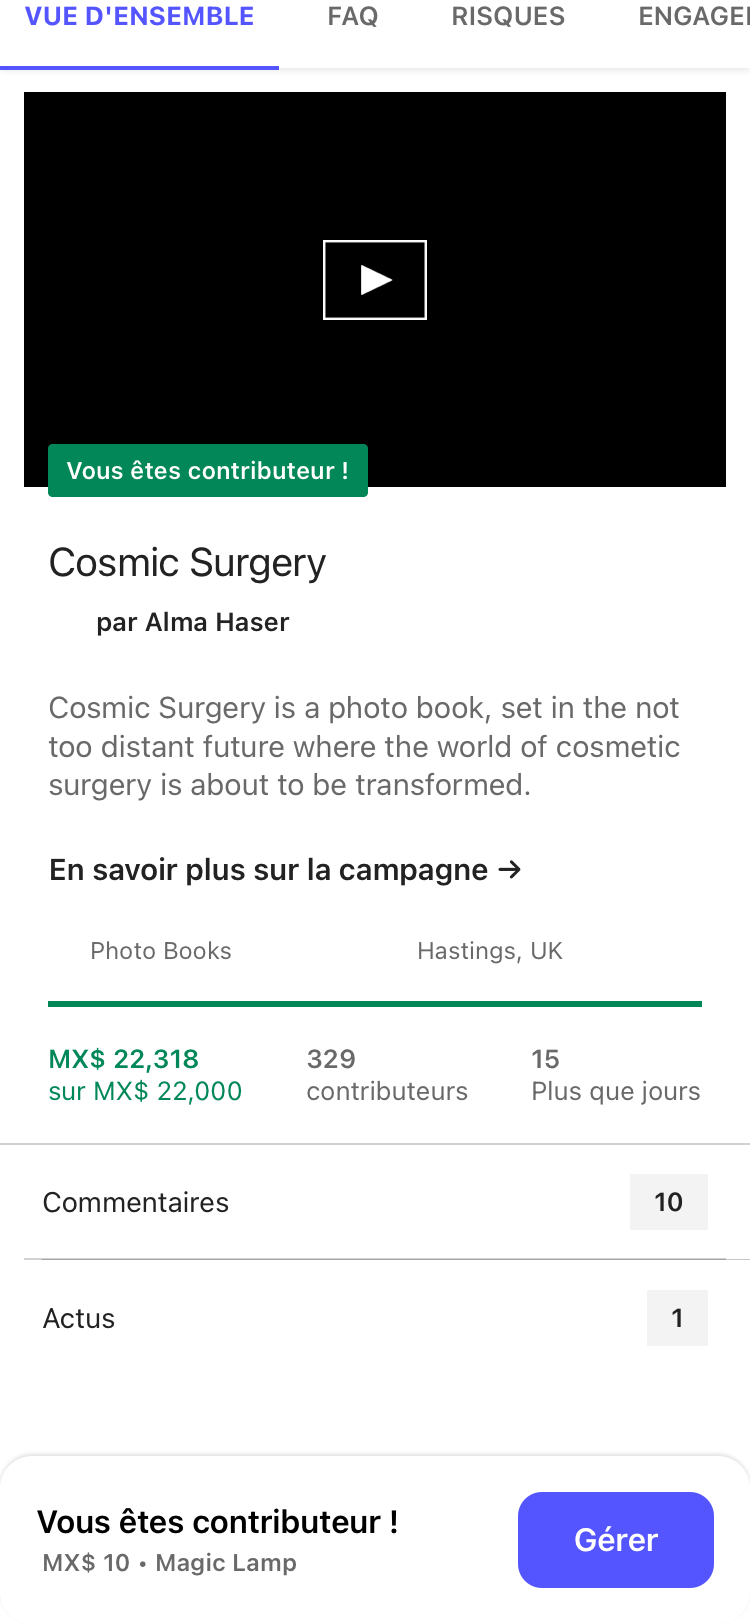 VUE D'ENSEMBLE FAQ RISQUES
Vous êtes contributeur !
Cosmic Surgery
par Alma Haser
Cosmic Surgery is a photo book, set in the not
too distant future where the world of cosmetic
surgery is about to be transformed.
En savoir plus sur la campagne →
Photo Books Hastings, UK
MX$ 22,318 329 15
sur MX$ 22,000 contributeurs Plus que jours
Commentaires 10
Actus 1
Vous êtes contributeur !
MX$ 10 • Magic Lamp
Gérer